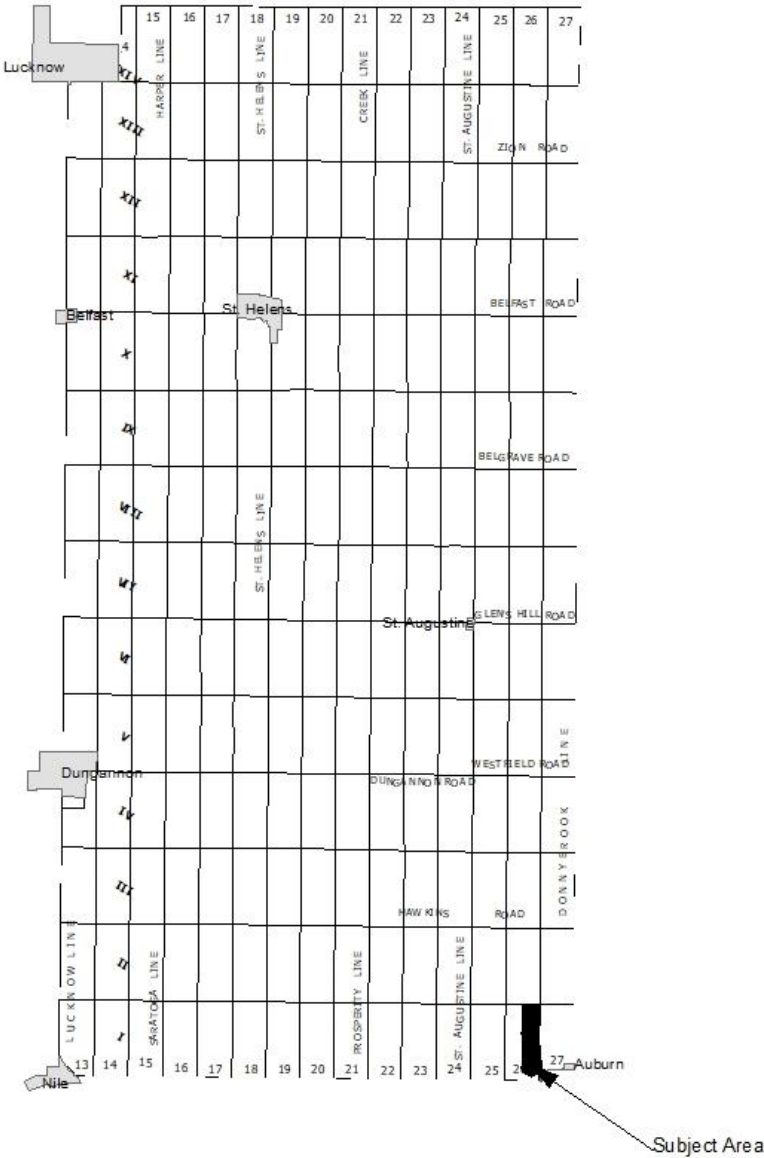 15 16 17 18 19 20 21 22 23 24 25 26 27
4
Lucknow
XIV
HARPER LINE
ST. HELENS LINE
CREEK LINE
ST. AUGUSTINE LINE
XIII
ZION ROAD
XII
XI
BELFAST ROAD
Belfast
St. Helens
X
IX
BELGRAVE ROAD
VIII
ST. HELENS LINE
VII
GLENS HILL ROAD
St. Augustine
VI
V
DONNYBROOK LINE
WESTFIELD ROAD
Dungannon
DUNGANNON ROAD
IV
III
HAWKINS ROAD
LUCKNOW LINE
II
SARATOGA LINE
PROSPERITY LINE
ST. AUGUSTINE LINE
I
13 14 15 16 17 18 19 20 21 22 23 24 25 27
Auburn
Nile
Subject Area